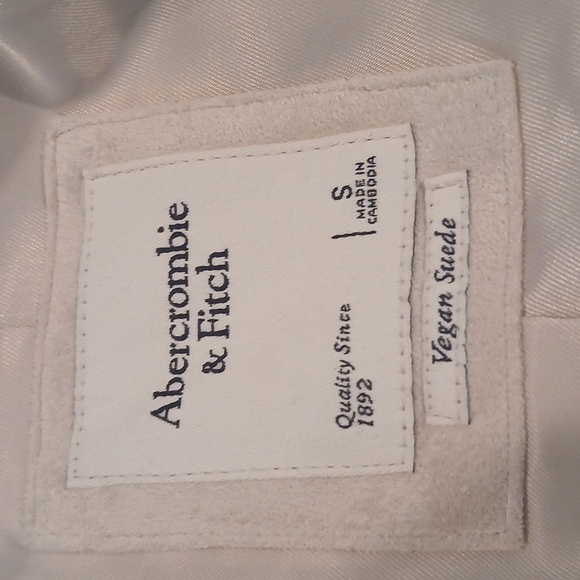 Abercrombie
& Fitch
Quality Since
1892
S
MADE IN
CAMBODIA
Vegan Suede